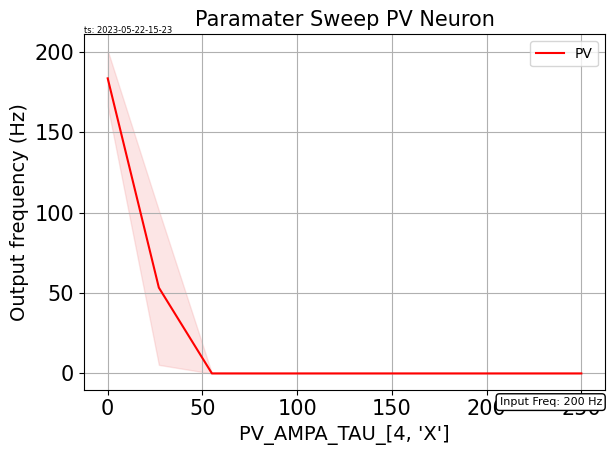 Paramater Sweep PV Neuron
ts: 2023-05-22-15-23
PV
Output frequency (Hz)
200
150
100
50
0
0 50 100 150 200 250
Input Freq: 200 Hz
PV_AMPA_TAU_[4, 'X']